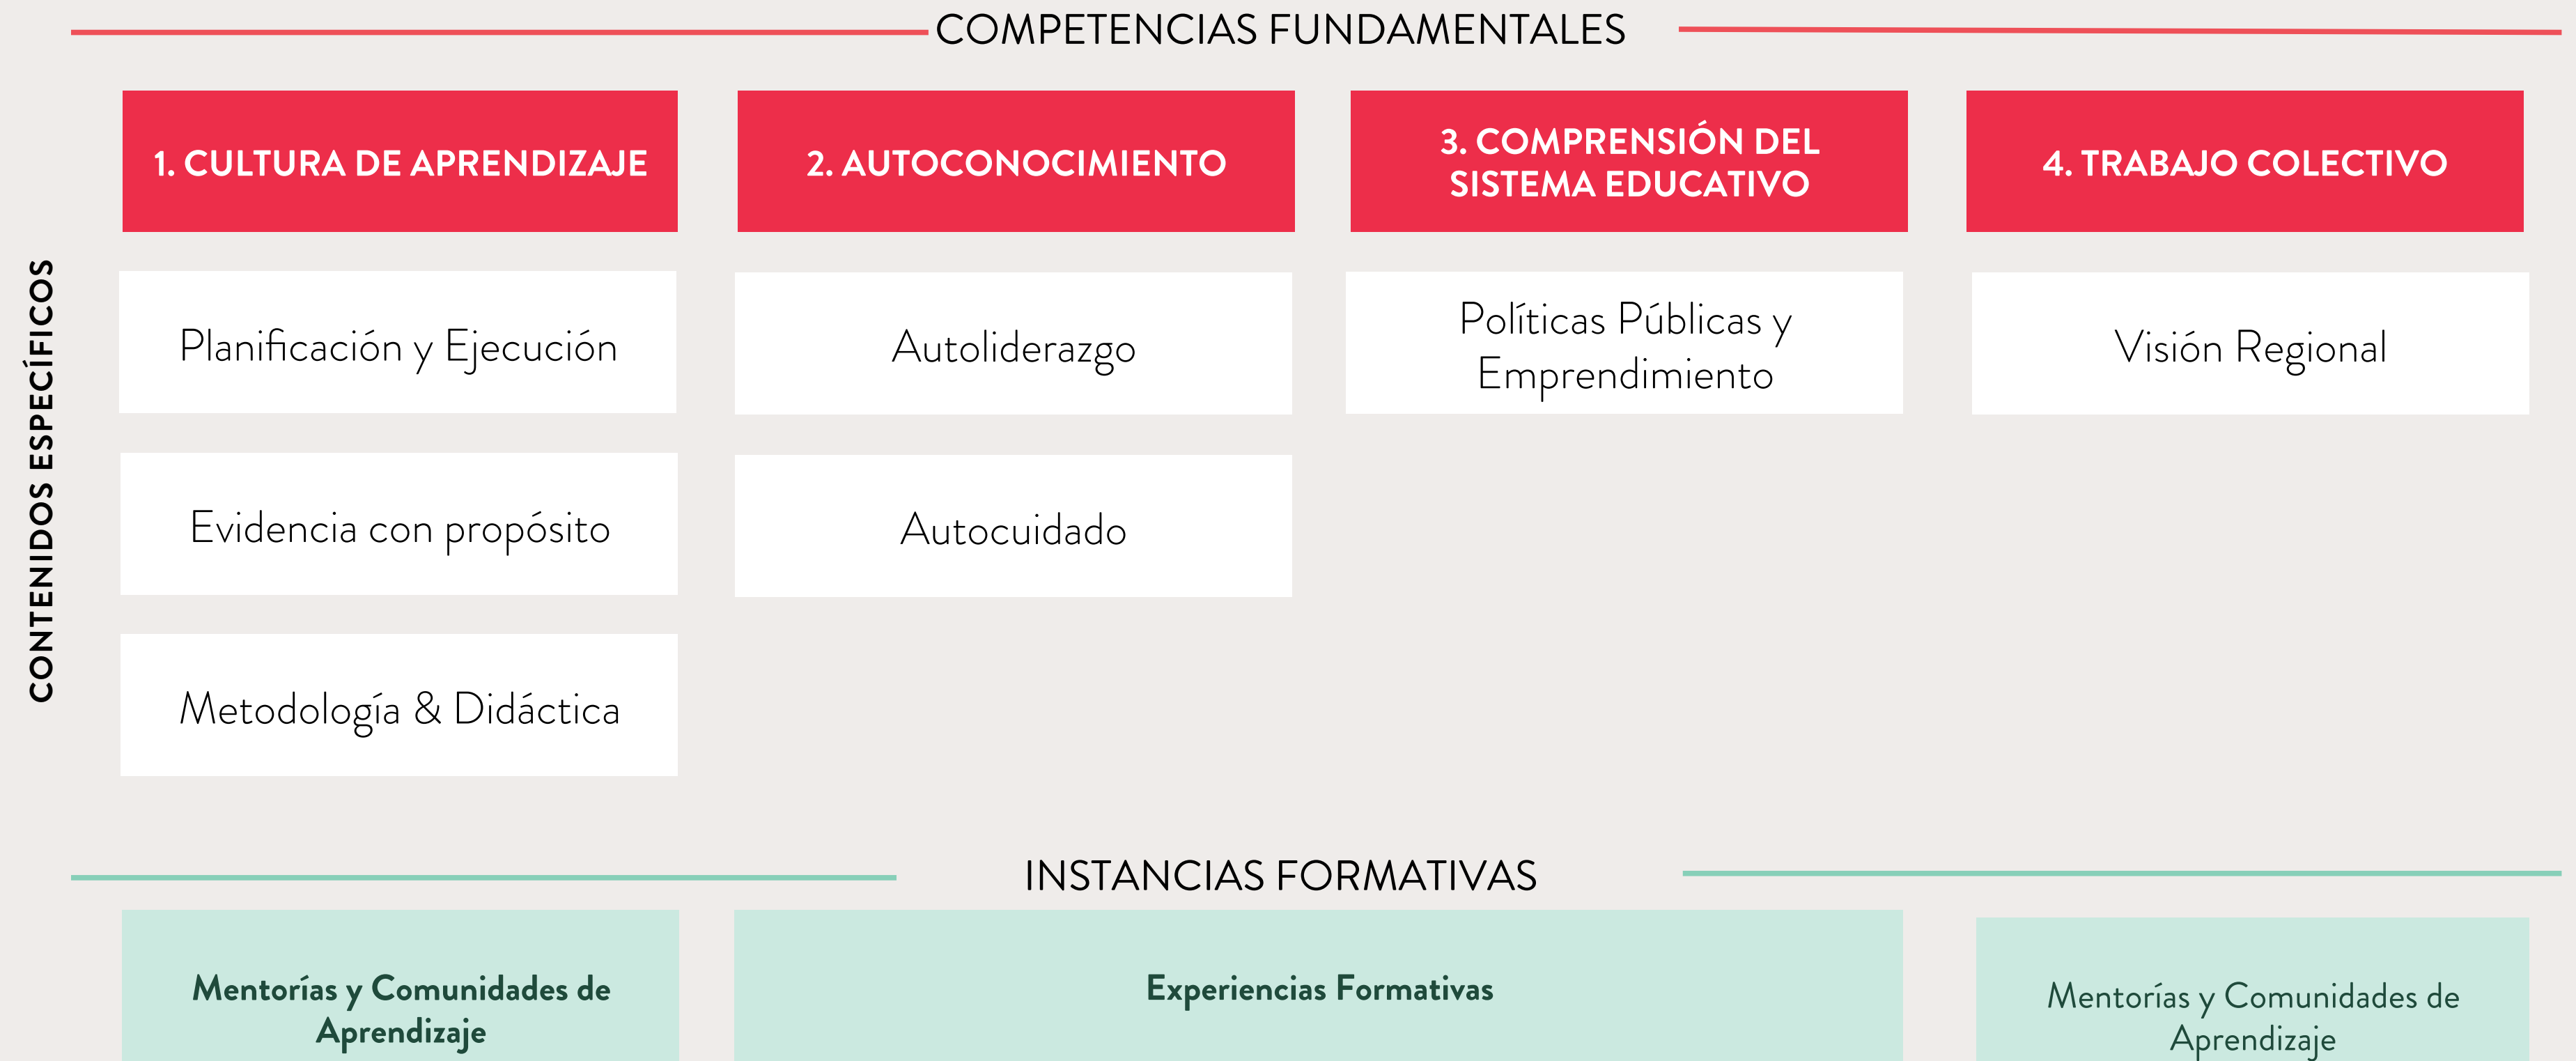 COMPETENCIAS FUNDAMENTALES
1. CULTURA DE APRENDIZAJE
2. AUTOCONOCIMIENTO
3. COMPRENSIÓN DEL
SISTEMA EDUCATIVO
4. TRABAJO COLECTIVO
CONTENIDOS ESPECÍFICOS
Planificación y Ejecución
Autoliderazgo
Políticas Públicas y
Emprendimiento
Visión Regional
Evidencia con propósito
Autocuidado
Metodología & Didáctica
INSTANCIAS FORMATIVAS
Mentorías y Comunidades de
Aprendizaje
Experiencias Formativas
Mentorías y Comunidades de
Aprendizaje